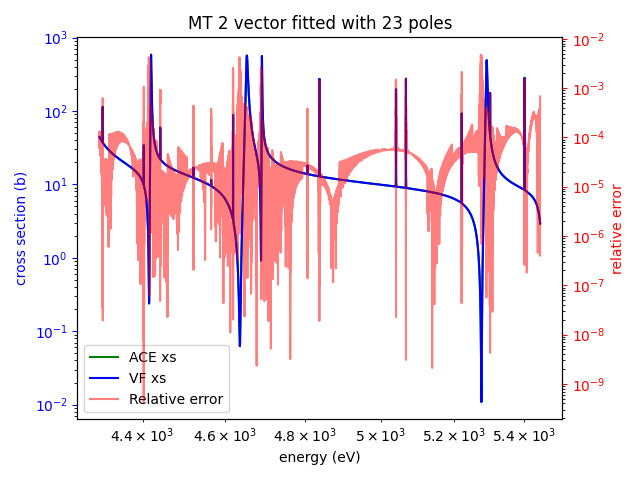 MT 2 vector fitted with 23 poles
10³
10²
10¹
10⁰
10⁻¹
10⁻²
cross section (b)
10⁻²
10⁻³
10⁻⁴
10⁻⁵
10⁻⁶
10⁻⁷
10⁻⁸
10⁻⁹
relative error
ACE xs
VF xs
Relative error
4.4 × 10³ 4.6 × 10³ 4.8 × 10³ 5 × 10³ 5.2 × 10³ 5.4 × 10³
energy (eV)